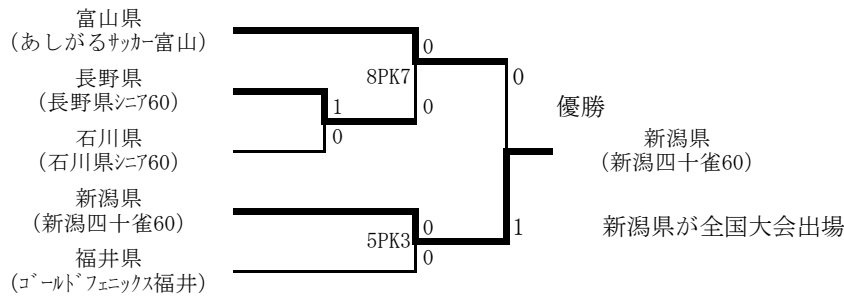 富山県
(あしがるｻｯｶｰ富山)
0
8PK7
0
長野県
(長野県ｼﾆｱ60)
1
0
0
優勝
石川県
(石川県ｼﾆｱ60)
新潟県
(新潟四十雀60)
新潟県
(新潟四十雀60)
0
5PK3
1
新潟県が全国大会出場
0
福井県
(ｺﾞｰﾙﾄﾞﾌｪﾆｯｸｽ福井)